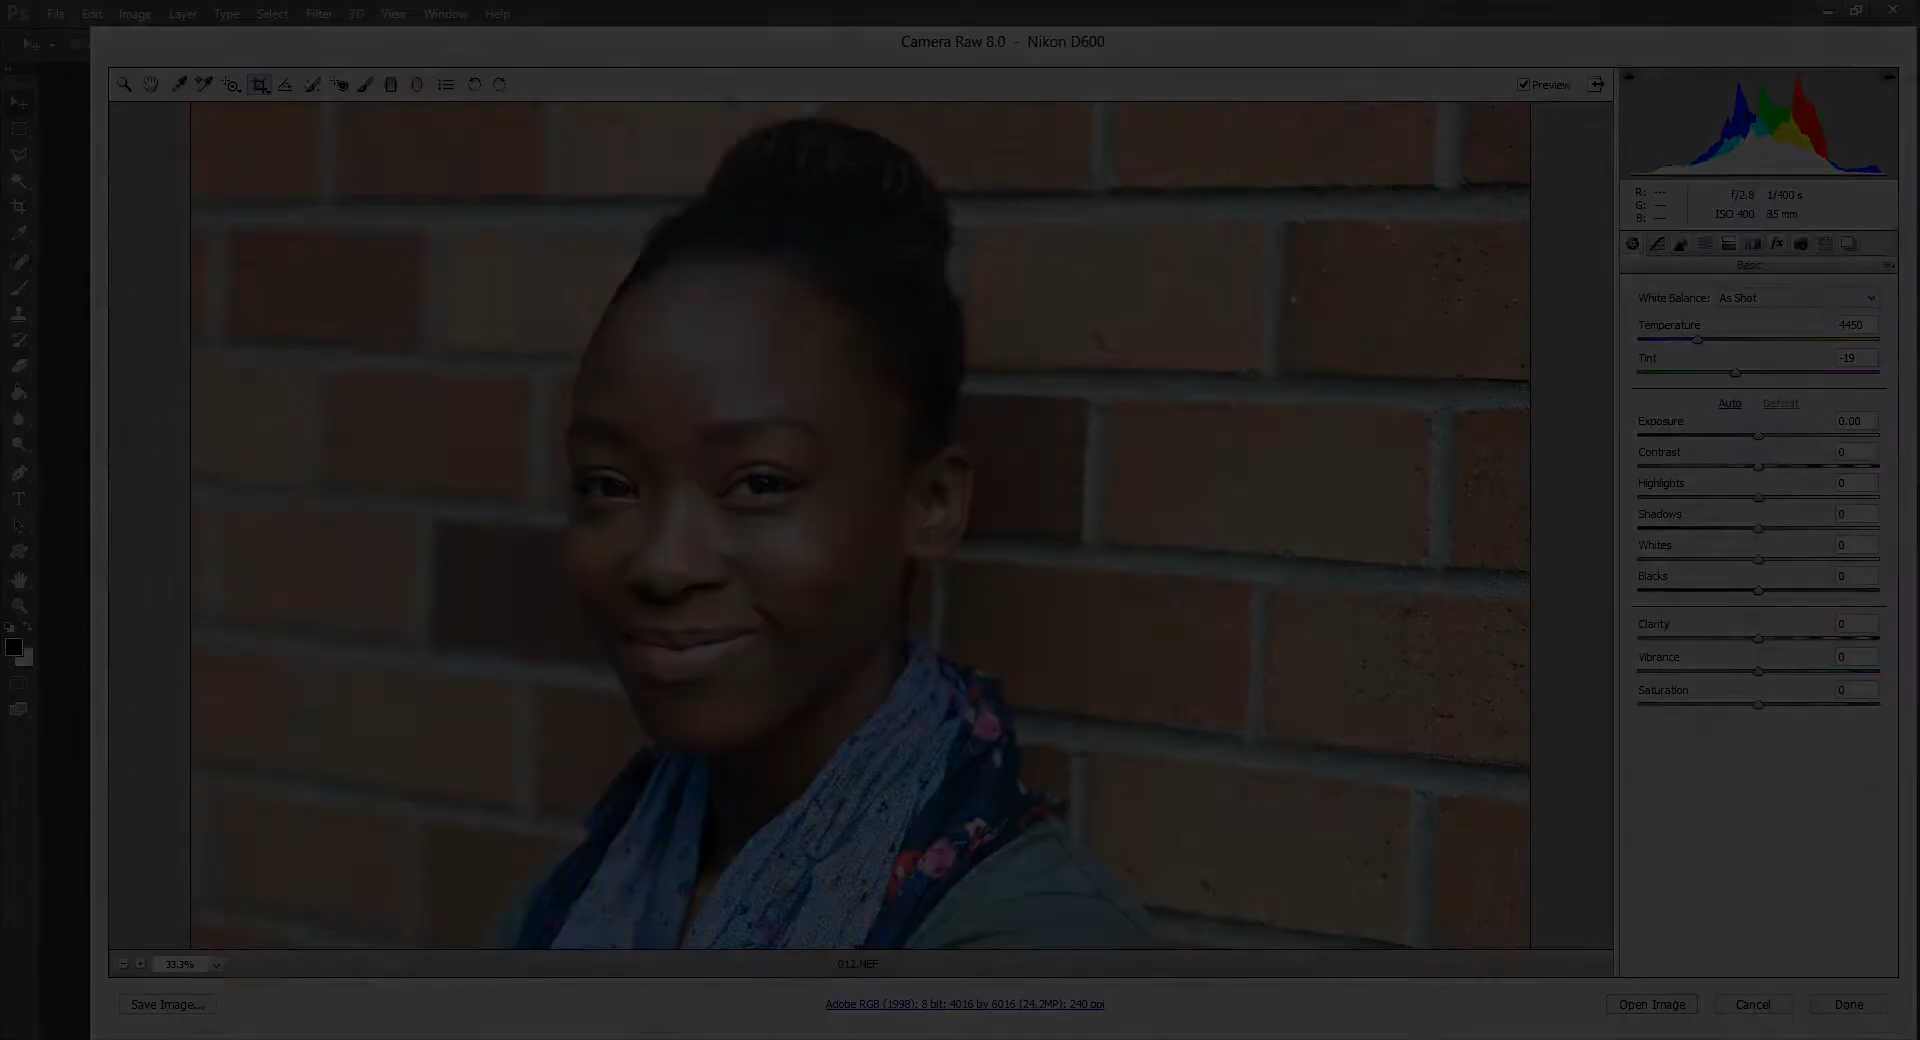 Ps File Edit Image Layer Type Select Filter 3D View Window Help
Camera Raw 8.0 - Nikon D600
Preview
R: ---
G: ---
B: ---
f/2.8 1/400 s
ISO 400 85 mm
fx
Basic
White Balance: As Shot
Temperature 4450
Tint -19
Auto Default
Exposure 0.00
Contrast 0
Highlights 0
Shadows 0
Whites 0
Blacks 0
Clarity 0
Vibrance 0
Saturation 0
T
33.3%
012.NEF
Save Image...
Adobe RGB (1998); 8 bit; 4016 by 6016 (24.2MP); 240 ppi
Open Image Cancel Done